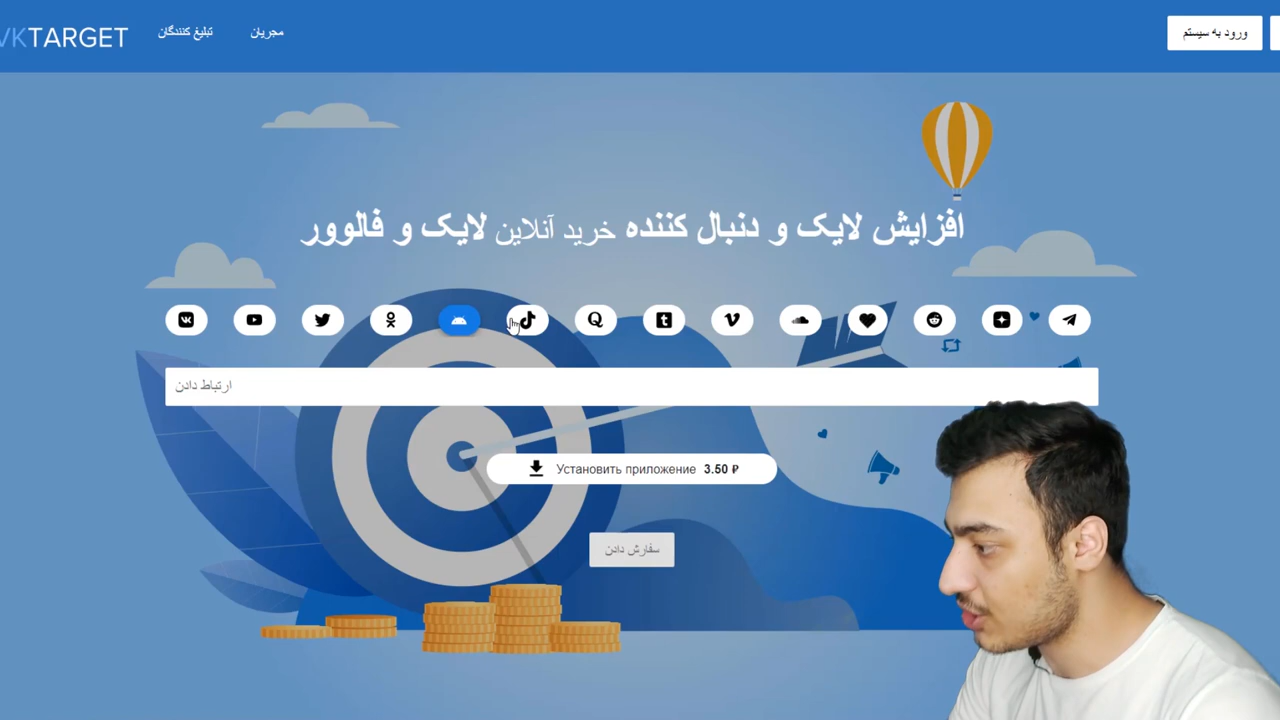 VKTARGET
تبلیغ کنندگان
مجریان
ورود به سیستم
افزایش لایک و دنبال کننده خرید آنلاین لایک و فالوور
ارتباط دادن
Установить приложение 3.50 ₽
سفارش دادن